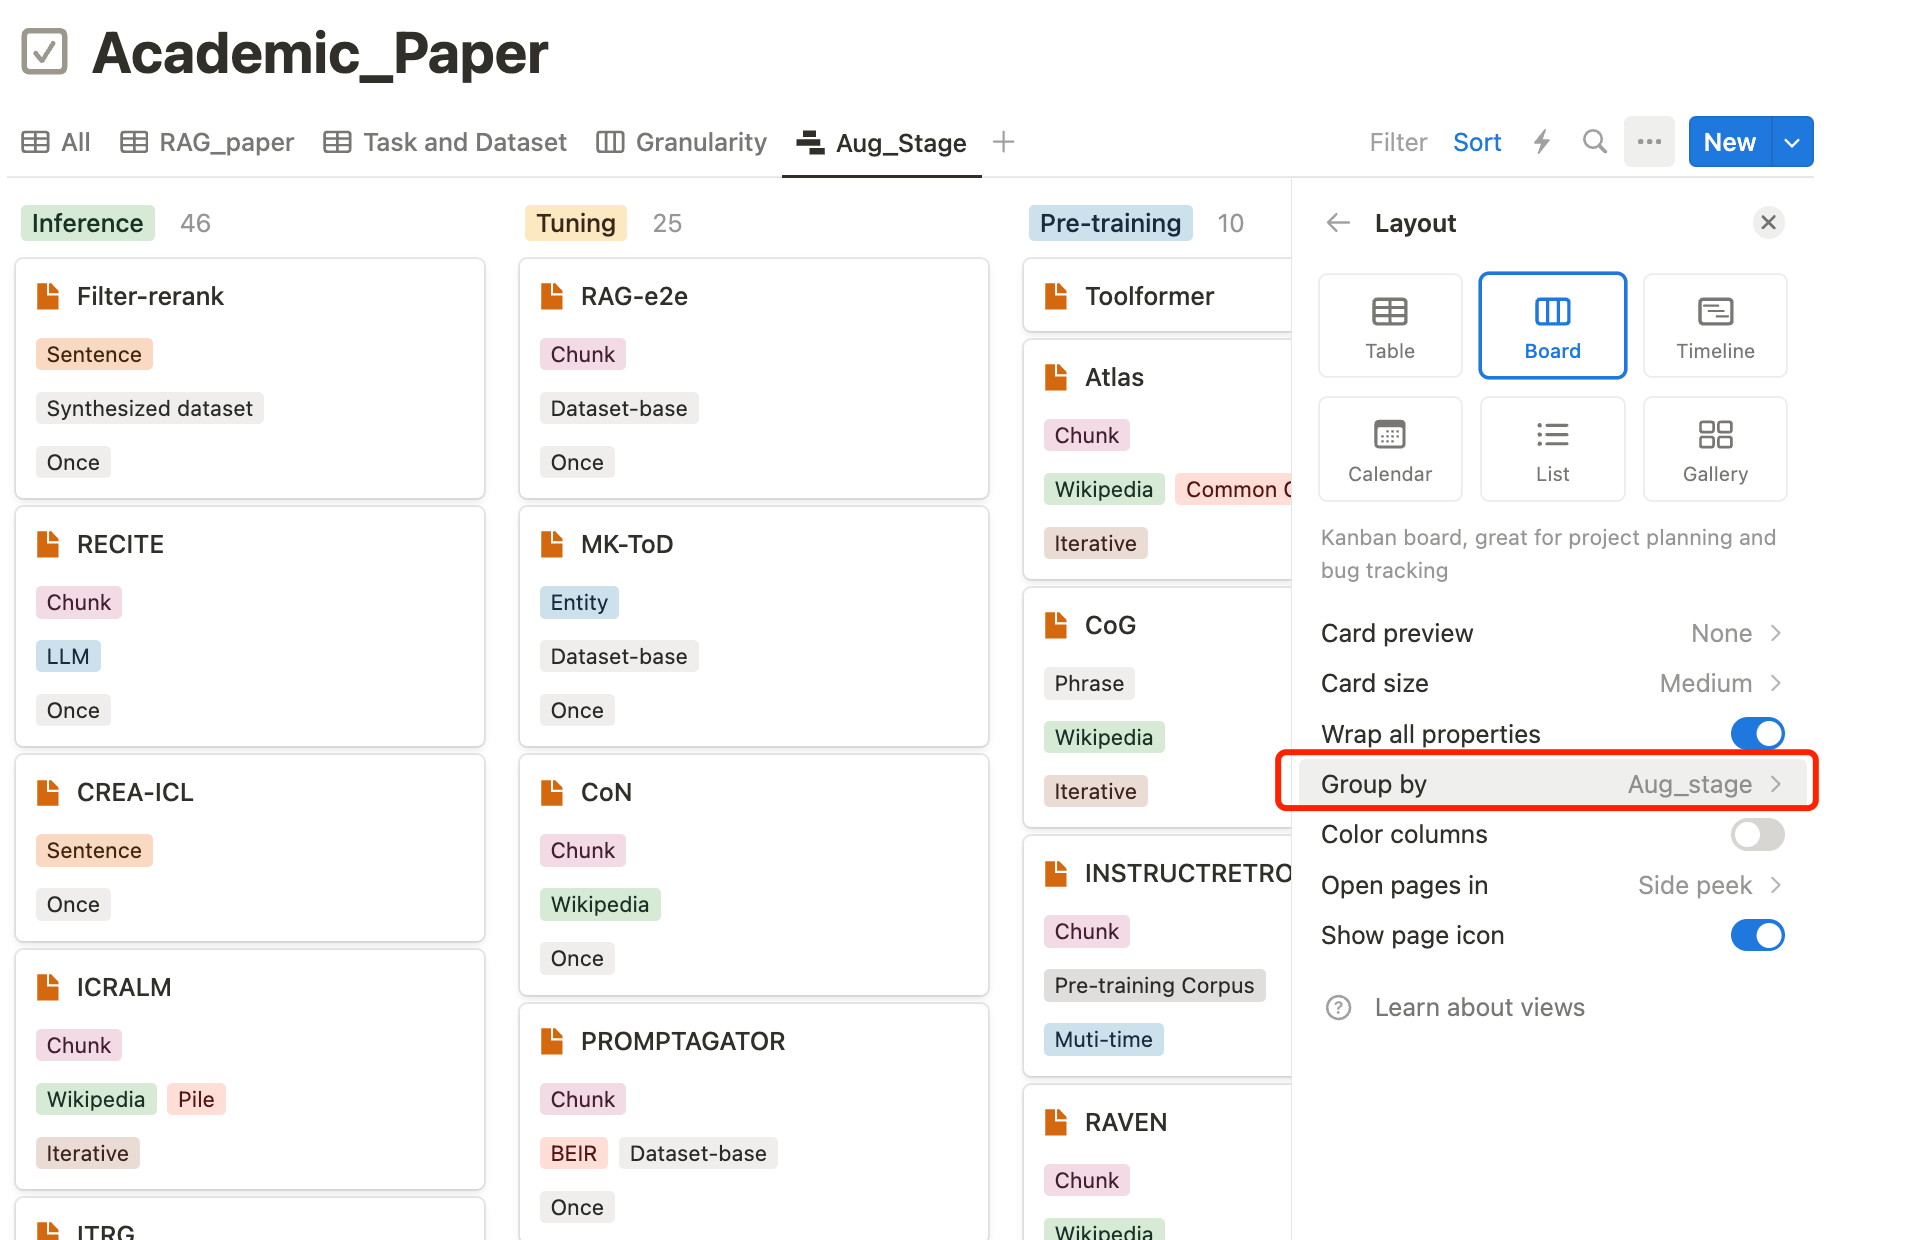 Academic_Paper
All RAG_paper Task and Dataset Granularity Aug_Stage Filter Sort New
Inference 46
Filter-rerank
Sentence
Synthesized dataset
Once
RECITE
Chunk
LLM
Once
CREA-ICL
Sentence
Once
ICRALM
Chunk
Wikipedia Pile
Iterative
ITRG
Tuning 25
RAG-e2e
Chunk
Dataset-base
Once
MK-ToD
Entity
Dataset-base
Once
CoN
Chunk
Wikipedia
Once
PROMPTAGATOR
Chunk
BEIR Dataset-base
Once
Pre-training 10
Toolformer
Atlas
Chunk
Wikipedia Common
Iterative
CoG
Phrase
Wikipedia
Iterative
INSTRUCTRETRO
Chunk
Pre-training Corpus
Muti-time
RAVEN
Chunk
Wikipedia
Layout
Table Board Timeline
Calendar List Gallery
Kanban board, great for project planning and
bug tracking
Card preview None
Card size Medium
Wrap all properties
Group by Aug_stage
Color columns
Open pages in Side peek
Show page icon
Learn about views